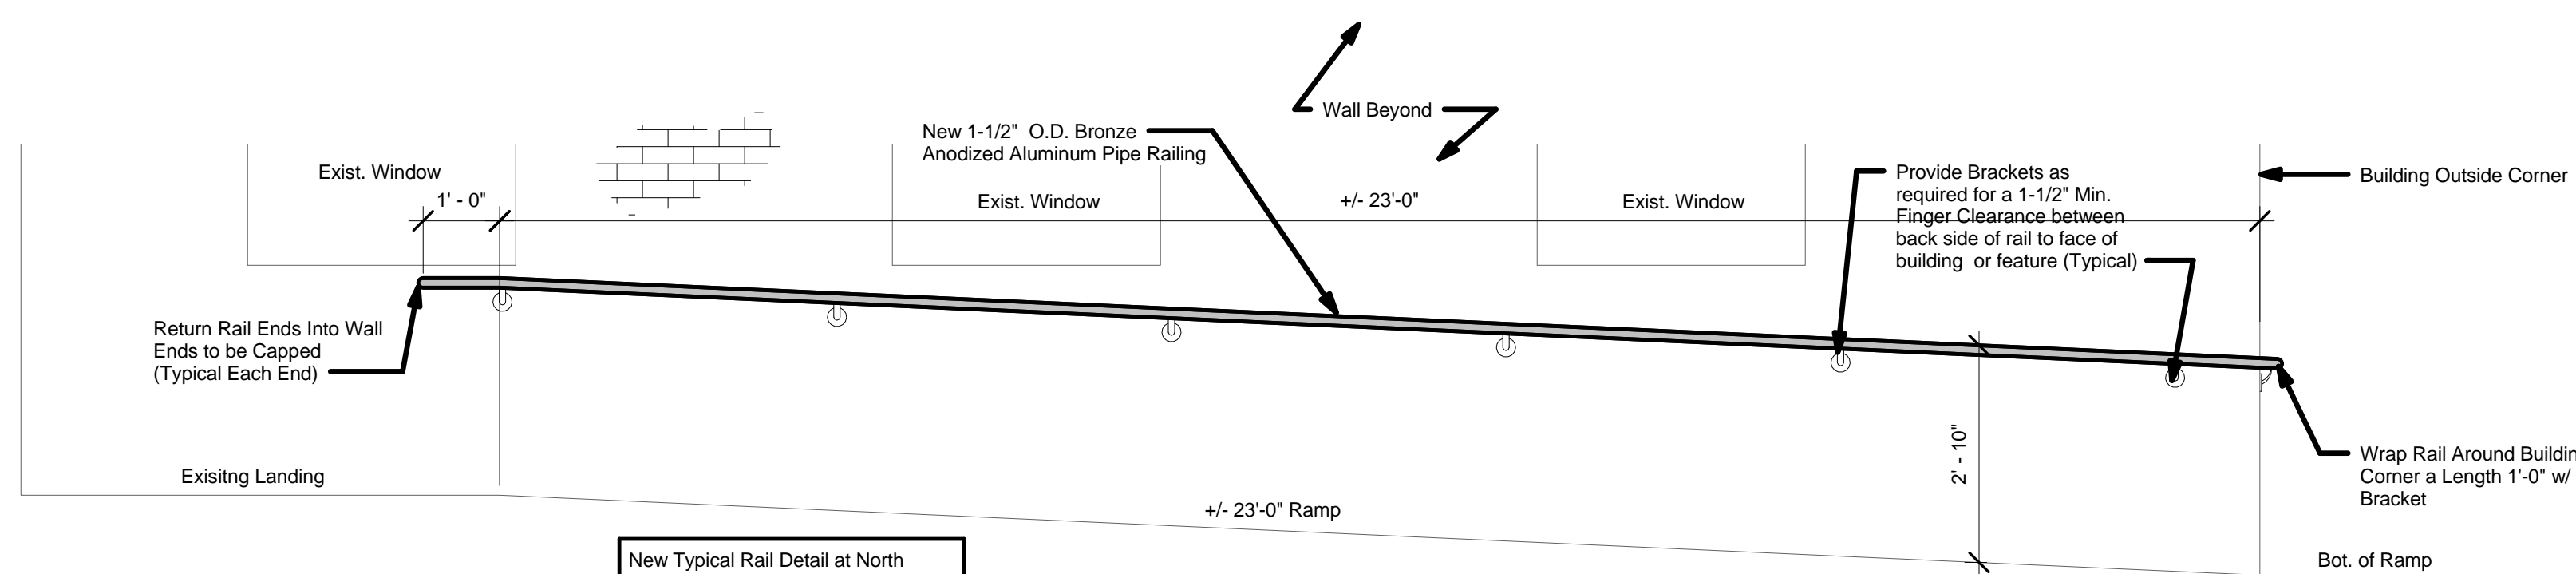 Wall Beyond
New 1-1/2" O.D. Bronze
Anodized Aluminum Pipe Railing
Exist. Window
1' - 0"
Exist. Window
+/- 23'-0"
Exist. Window
Provide Brackets as
required for a 1-1/2" Min.
Finger Clearance between
back side of rail to face of
building or feature (Typical)
Building Outside Corner
Return Rail Ends Into Wall
Ends to be Capped
(Typical Each End)
2' - 10"
Wrap Rail Around Buildin
Corner a Length 1'-0" w/
Bracket
Exisitng Landing
+/- 23'-0" Ramp
New Typical Rail Detail at North
Bot. of Ramp